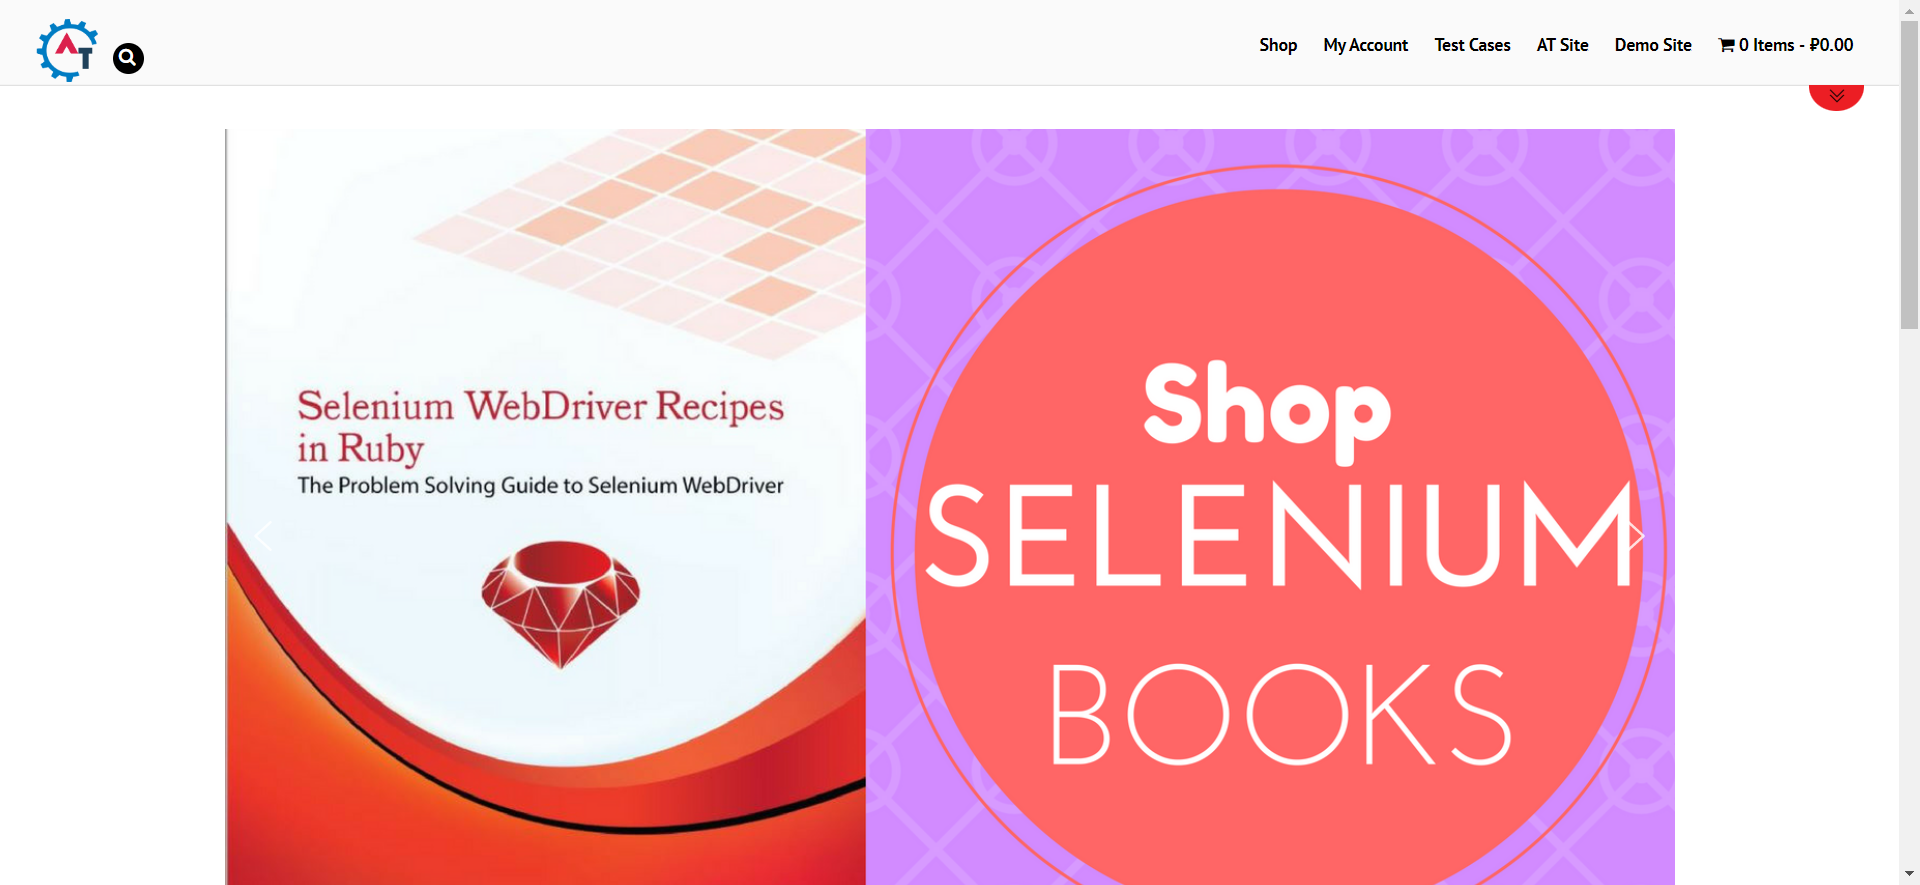 AT
Shop
My Account
Test Cases
AT Site
Demo Site
0 Items - ₽0.00
Selenium WebDriver Recipes
in Ruby
The Problem Solving Guide to Selenium WebDriver
Shop
SELENIUM
BOOKS